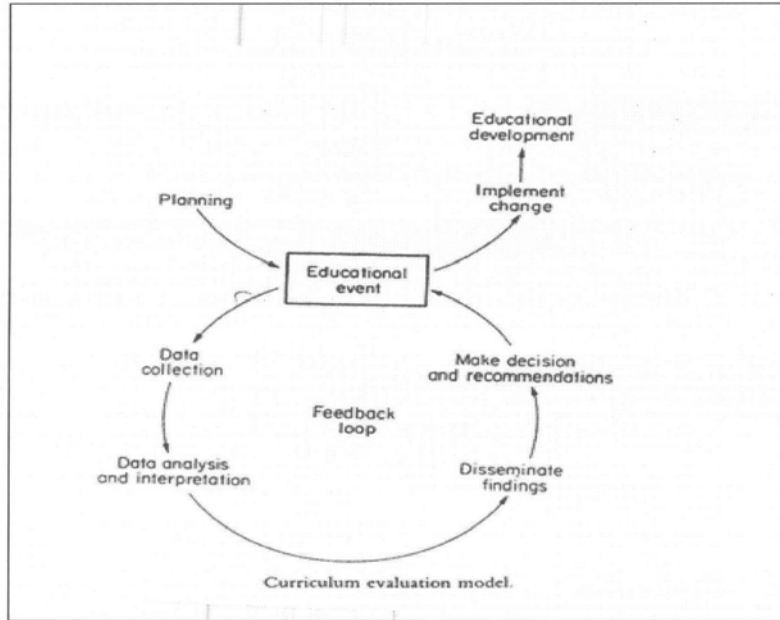 Educational
development
Implement
change
Planning
Educational
event
Data
collection
Make decision
and recommendations
Feedback
loop
Data analysis
and interpretation
Disseminate
findings
Curriculum evaluation model.